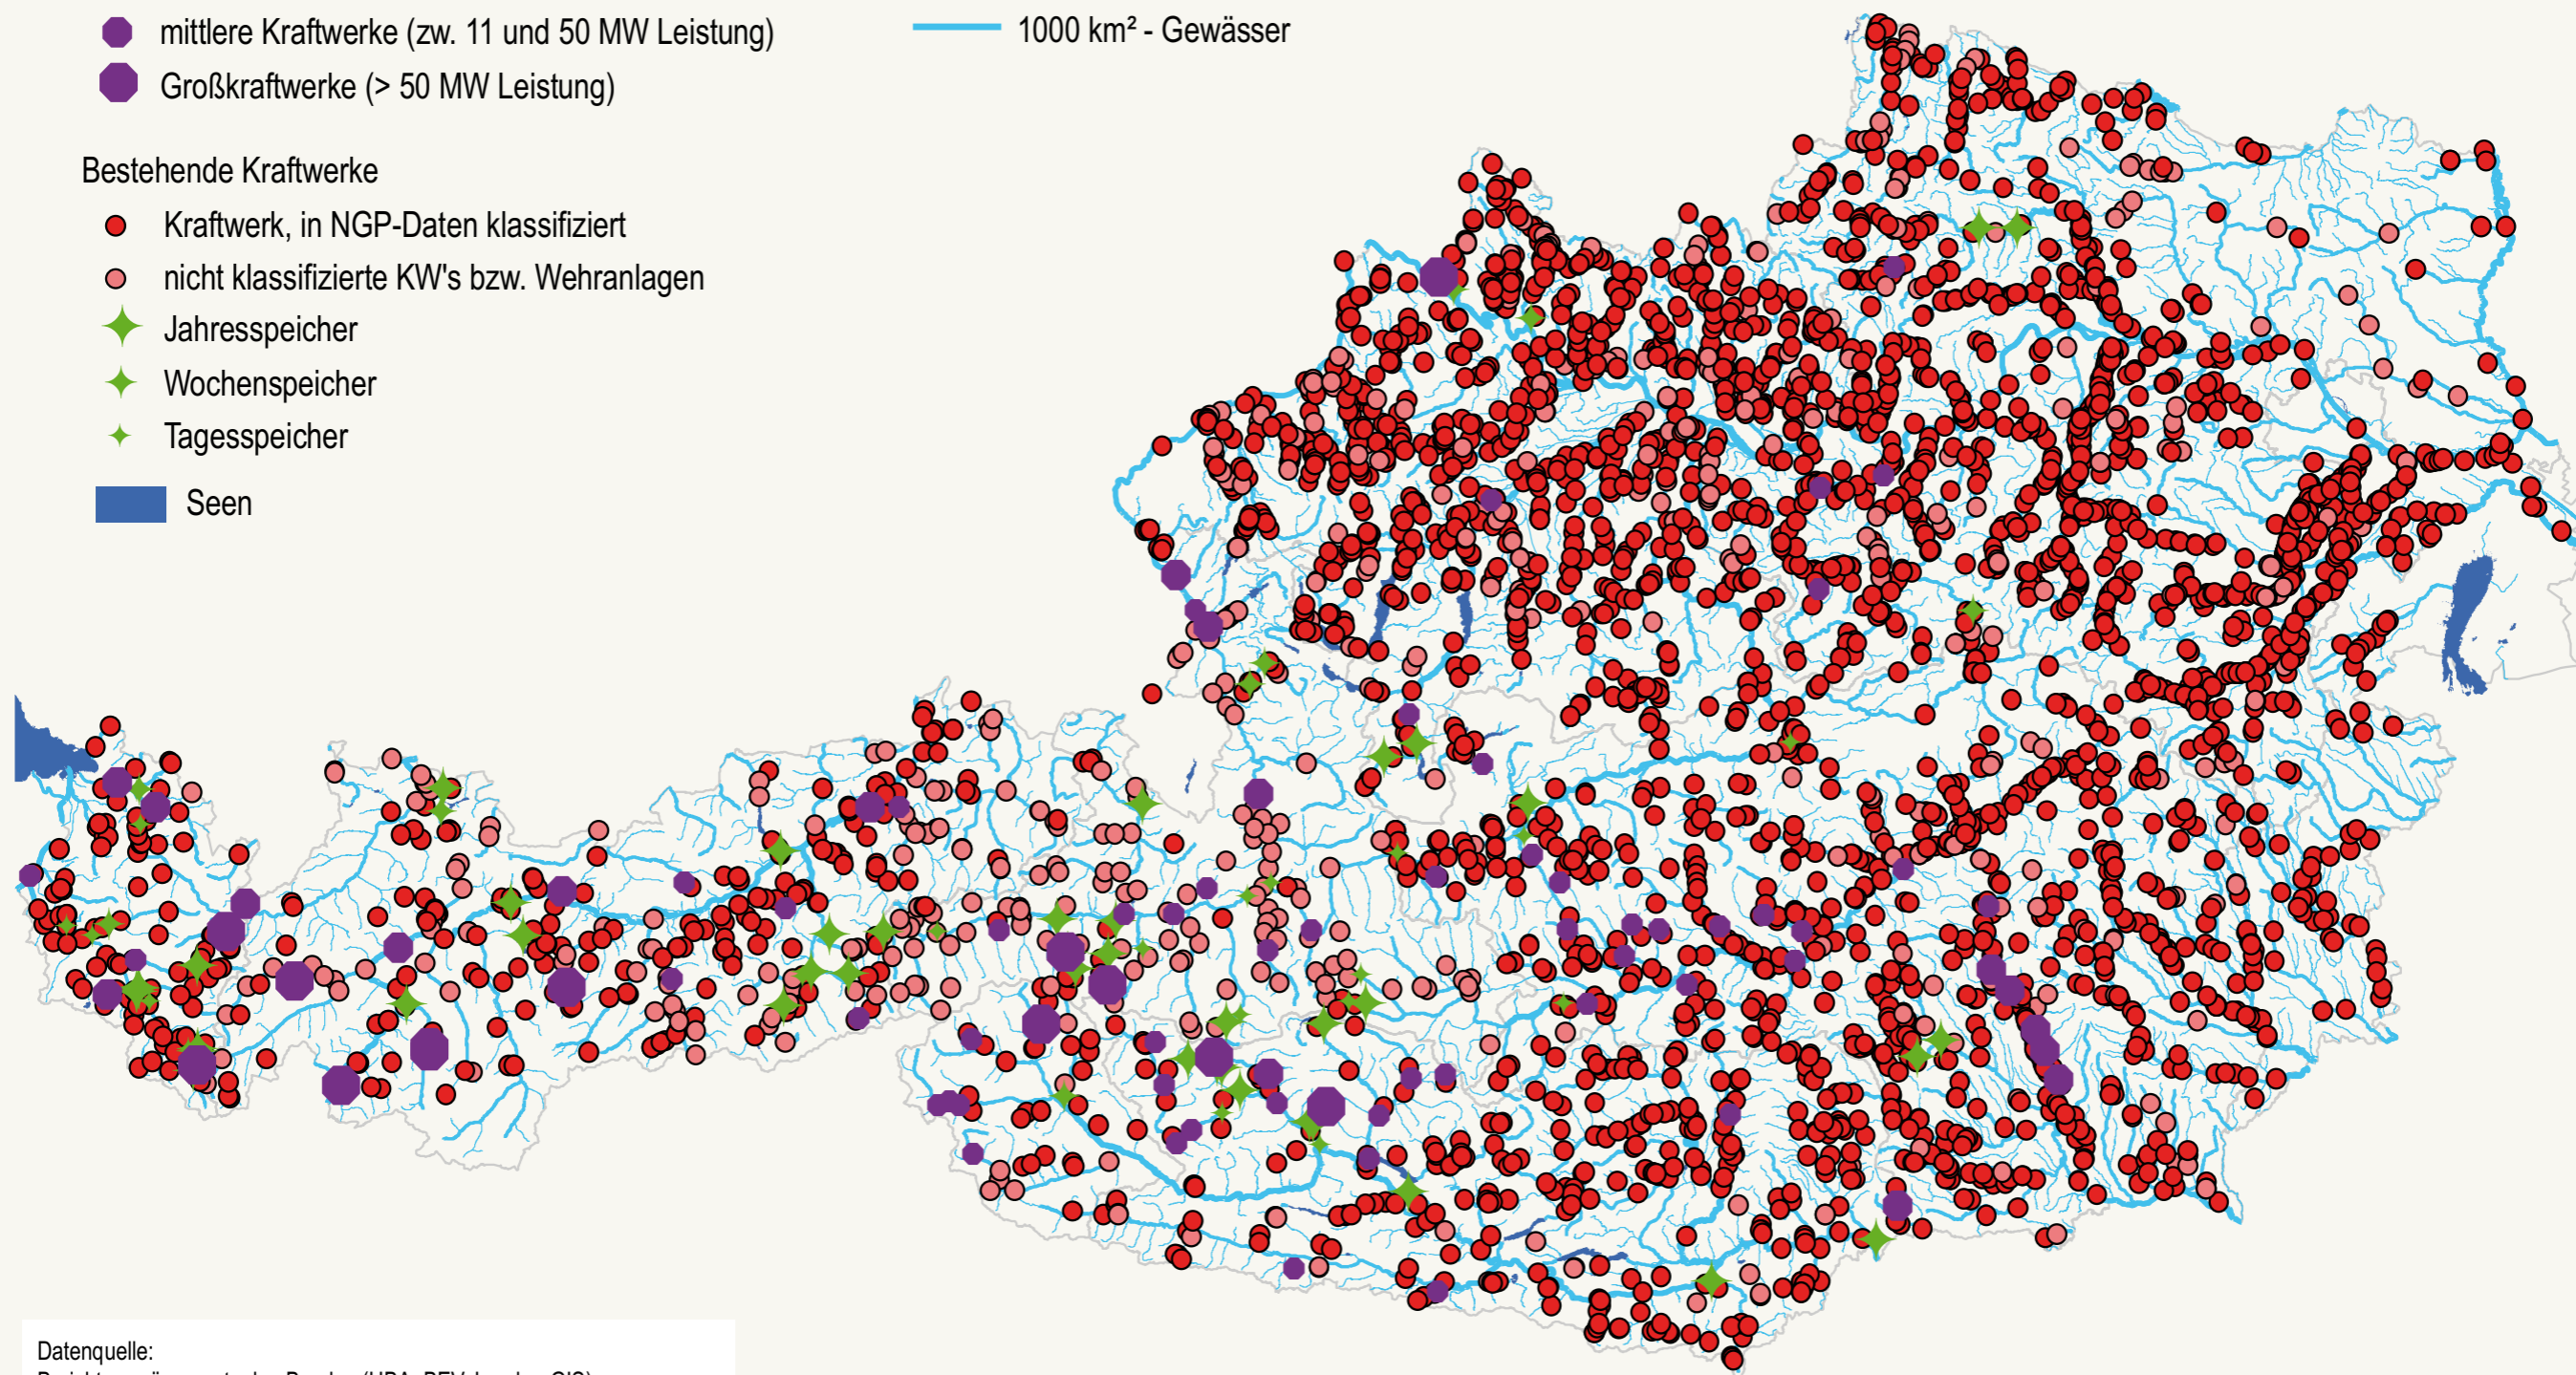 mittlere Kraftwerke (zw. 11 und 50 MW Leistung)
Großkraftwerke (> 50 MW Leistung)
1000 km² - Gewässer
Bestehende Kraftwerke
Kraftwerk, in NGP-Daten klassifiziert
nicht klassifizierte KW's bzw. Wehranlagen
Jahresspeicher
Wochenspeicher
Tagesspeicher
Seen
Datenquelle: